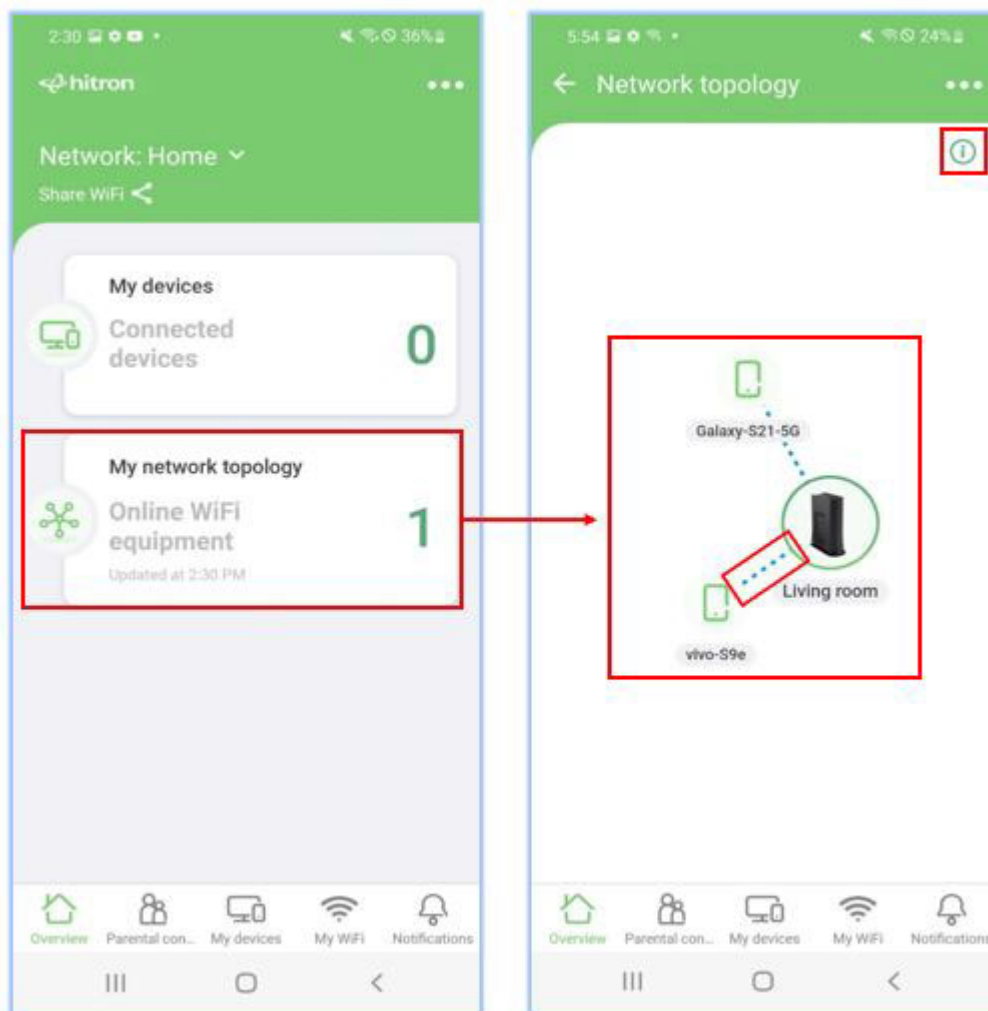 2:30
36%
hitron
Network: Home
Share WiFi
My devices
Connected
devices
0
My network topology
Online WiFi
equipment
1
Updated at 2:30 PM
Overview
Parental con...
My devices
My WiFi
Notifications
5:54
24%
Network topology
Galaxy-S21-5G
Living room
vivo-S9e
Overview
Parental con...
My devices
My WiFi
Notifications